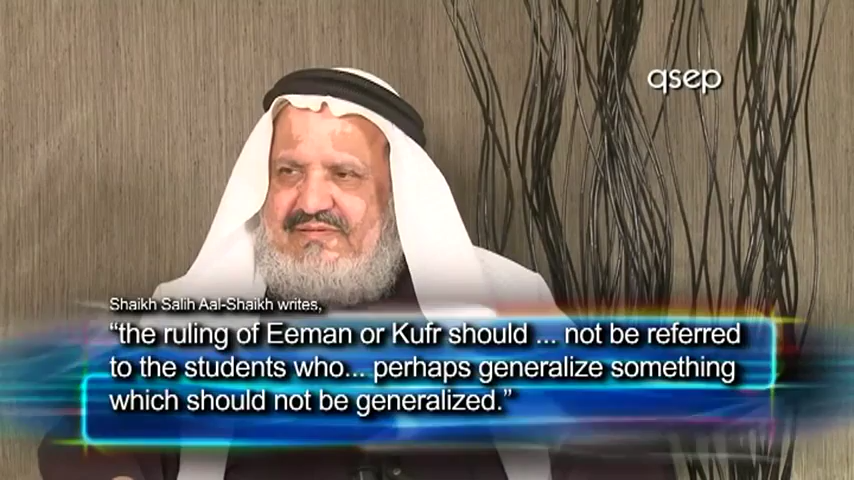 qsep
Shaikh Salih Aal-Shaikh writes,
“the ruling of Eeman or Kufr should ... not be referred
to the students who... perhaps generalize something
which should not be generalized.”